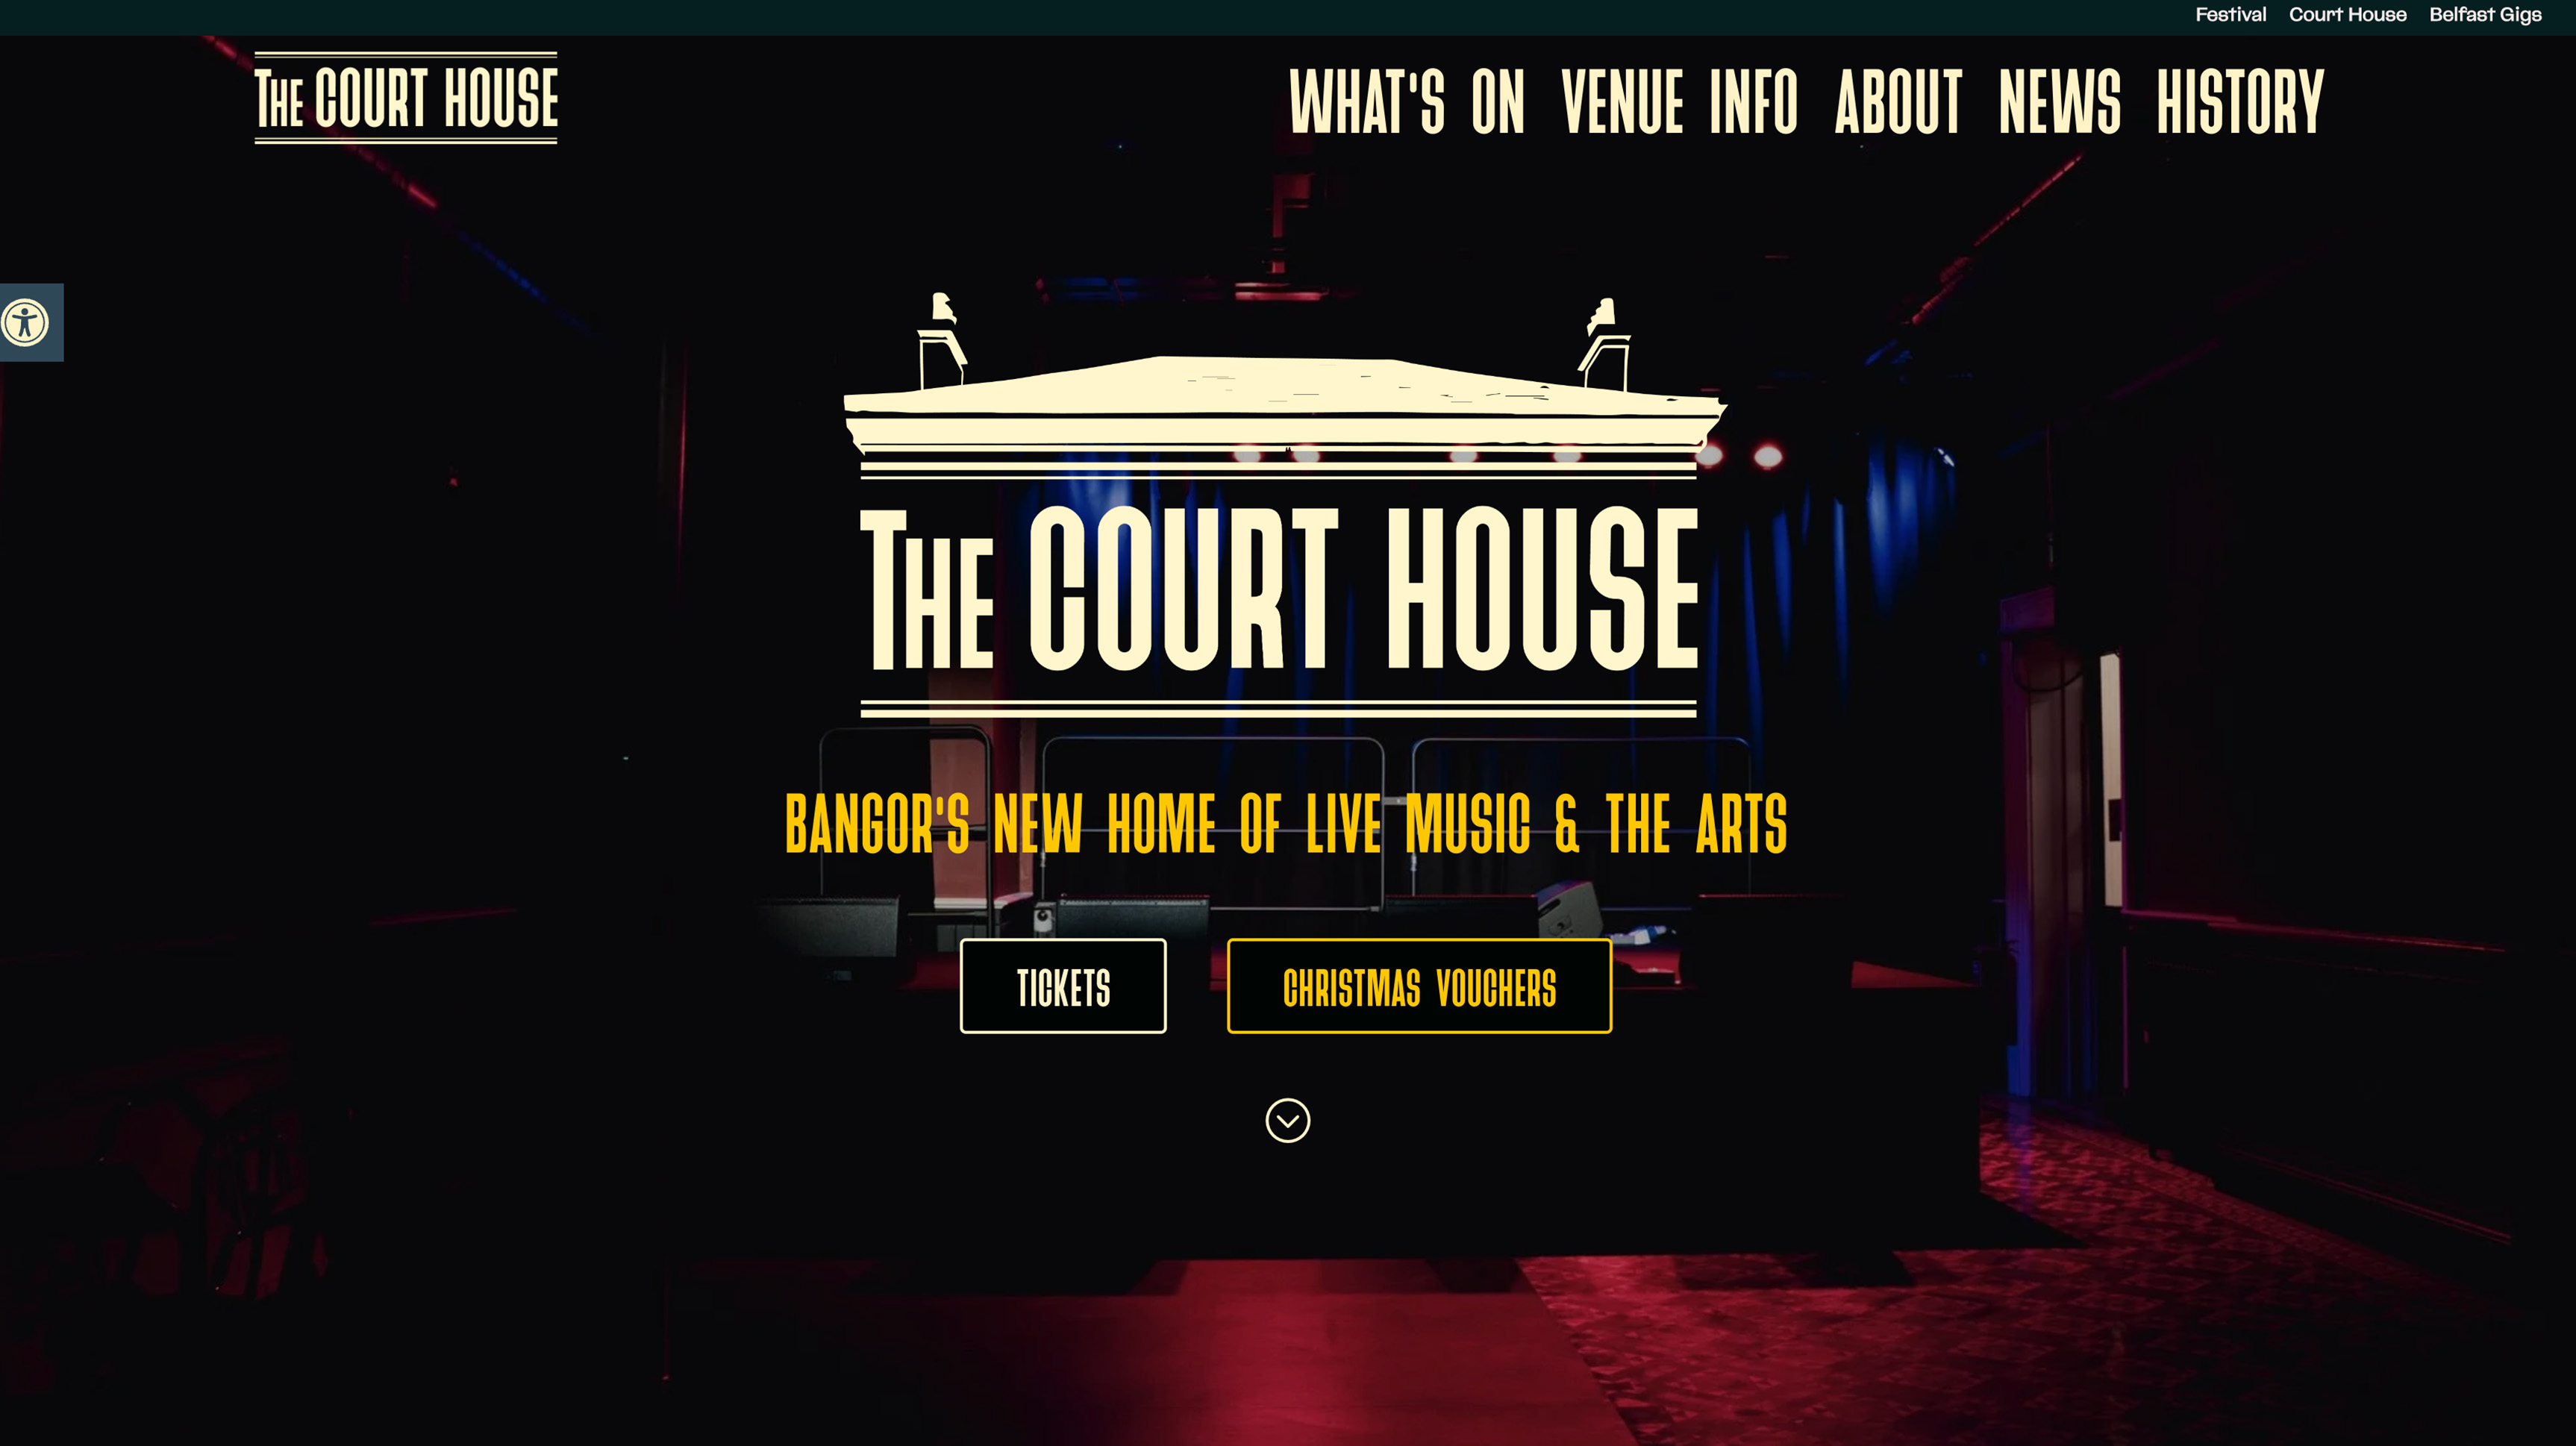 Festival Court House Belfast Gigs
THE COURT HOUSE
WHAT'S ON VENUE INFO ABOUT NEWS HISTORY
THE COURT HOUSE
BANGOR'S NEW HOME OF LIVE MUSIC & THE ARTS
TICKETS CHRISTMAS VOUCHERS